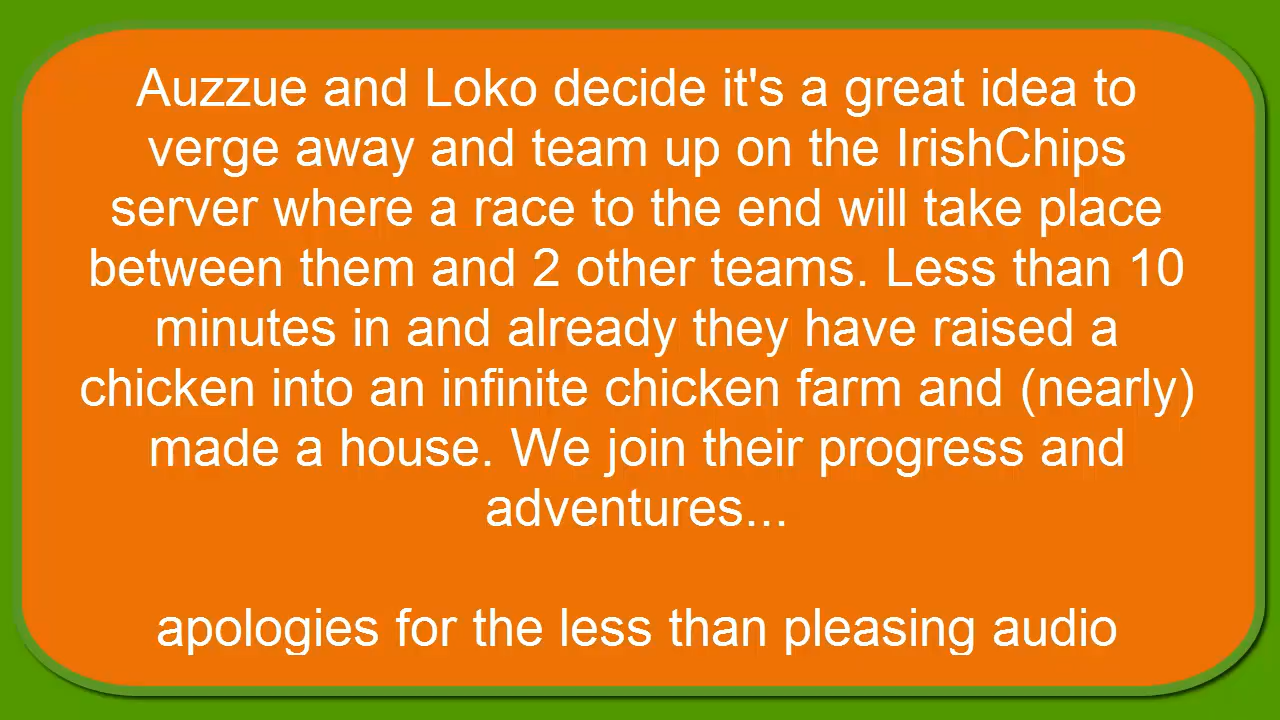 Auzzue and Loko decide it's a great idea to
verge away and team up on the IrishChips
server where a race to the end will take place
between them and 2 other teams. Less than 10
minutes in and already they have raised a
chicken into an infinite chicken farm and (nearly)
made a house. We join their progress and
adventures...
apologies for the less than pleasing audio